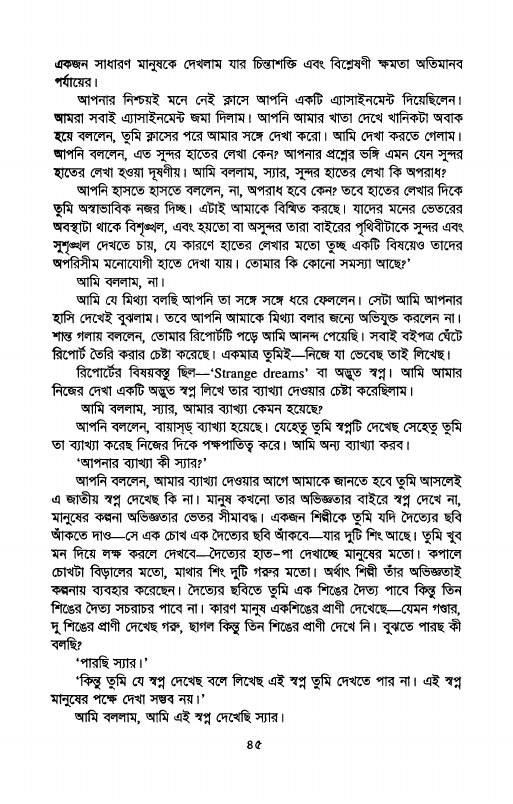 একজন সাধারণ মানুষকে দেখলাম যার চিন্তাশক্তি এবং বিশ্লেষণী ক্ষমতা অতিমানব
পর্যায়ের।
আপনার নিশ্চয়ই মনে নেই ক্লাসে আপনি একটি এ্যাসাইনমেন্ট দিয়েছিলেন।
আমরা সবাই এ্যাসাইনমেন্ট জমা দিলাম। আপনি আমার খাতা দেখে খানিকটা অবাক
হয়ে বললেন, তুমি ক্লাসের পরে আমার সঙ্গে দেখা করো। আমি দেখা করতে গেলাম।
আপনি বললেন, এত সুন্দর হাতের লেখা কেন? আপনার প্রশ্নের ভঙ্গি এমন যেন সুন্দর
হাতের লেখা হওয়া দূষণীয়। আমি বললাম, স্যার, সুন্দর হাতের লেখা কি অপরাধ?
আপনি হাসতে হাসতে বললেন, না, অপরাধ হবে কেন? তবে হাতের লেখার দিকে
তুমি অস্বাভাবিক নজর দিচ্ছ। এটাই আমাকে বিস্মিত করছে। যাদের মনের ভেতরের
অবস্থাটা থাকে বিশৃঙ্খল, এবং হয়তো বা অসুন্দর তারা বাইরের পৃথিবীটাকে সুন্দর এবং
সুশৃঙ্খল দেখতে চায়, যে কারণে হাতের লেখার মতো তুচ্ছ একটি বিষয়েও তাদের
অপরিসীম মনোযোগী হাতে দেখা যায়। তোমার কি কোনো সমস্যা আছে?’
আমি বললাম, না।
আমি যে মিথ্যা বলছি আপনি তা সঙ্গে সঙ্গে ধরে ফেললেন। সেটা আমি আপনার
হাসি দেখেই বুঝলাম। তবে আপনি আমাকে মিথ্যা বলার জন্যে অভিযুক্ত করলেন না।
শান্ত গলায় বললেন, তোমার রিপোর্টটি পড়ে আমি আনন্দ পেয়েছি। সবাই বইপত্র ঘেঁটে
রিপোর্ট তৈরি করার চেষ্টা করেছে। একমাত্র তুমিই—নিজে যা ভেবেছ তাই লিখেছ।
রিপোর্টের বিষয়বস্তু ছিল—‘Strange dreams’ বা অদ্ভুত স্বপ্ন। আমি আমার
নিজের দেখা একটি অদ্ভুত স্বপ্ন লিখে তার ব্যাখ্যা দেওয়ার চেষ্টা করেছিলাম।
আমি বললাম, স্যার, আমার ব্যাখ্যা কেমন হয়েছে?
আপনি বললেন, বায়াস্‌ড্ ব্যাখ্যা হয়েছে। যেহেতু তুমি স্বপ্নটি দেখেছ সেহেতু তুমি
তা ব্যাখ্যা করেছ নিজের দিকে পক্ষপাতিত্ব করে। আমি অন্য ব্যাখ্যা করব।
‘আপনার ব্যাখ্যা কী স্যার?’
আপনি বললেন, আমার ব্যাখ্যা দেওয়ার আগে আমাকে জানতে হবে তুমি আসলেই
এ জাতীয় স্বপ্ন দেখেছ কি না। মানুষ কখনো তার অভিজ্ঞতার বাইরে স্বপ্ন দেখে না,
মানুষের কল্পনা অভিজ্ঞতার ভেতর সীমাবদ্ধ। একজন শিল্পীকে তুমি যদি দৈত্যের ছবি
আঁকতে দাও—সে এক চোখ এক দৈত্যের ছবি আঁকবে—যার দুটি শিং আছে। তুমি খুব
মন দিয়ে লক্ষ করলে দেখবে—দৈত্যের হাত-পা দেখাচ্ছে মানুষের মতো। কপালে
চোখটা বিড়ালের মতো, মাথার শিং দুটি গরুর মতো। অর্থাৎ শিল্পী তাঁর অভিজ্ঞতাই
কল্পনায় ব্যবহার করেছেন। দৈত্যের ছবিতে তুমি এক শিঙের দৈত্য পাবে কিন্তু তিন
শিঙের দৈত্য সচরাচর পাবে না। কারণ মানুষ একশিঙের প্রাণী দেখেছে—যেমন গণ্ডার,
দু শিঙের প্রাণী দেখেছ গরু, ছাগল কিন্তু তিন শিঙের প্রাণী দেখে নি। বুঝতে পারছ কী
বলছি?
‘পারছি স্যার।’
‘কিন্তু তুমি যে স্বপ্ন দেখেছ বলে লিখেছ এই স্বপ্ন তুমি দেখতে পার না। এই স্বপ্ন
মানুষের পক্ষে দেখা সম্ভব নয়।’
আমি বললাম, আমি এই স্বপ্ন দেখেছি স্যার।
৪৫